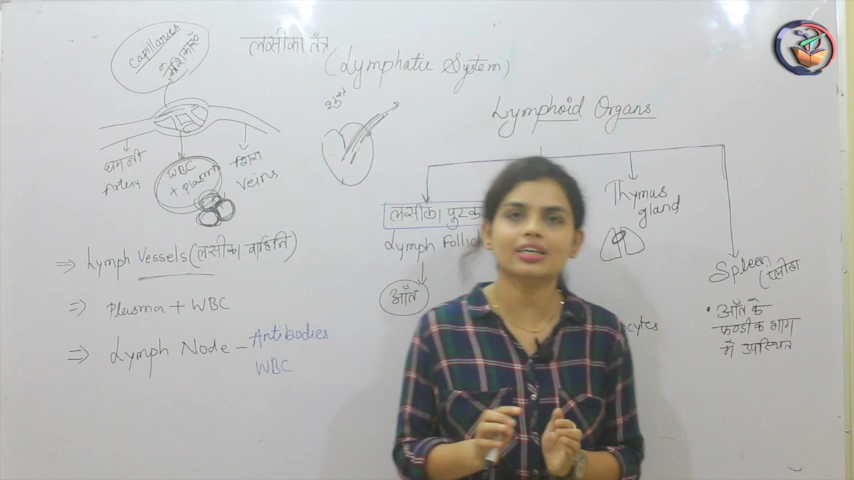 लसीका तंत्र
(Lymphatic System)
Capillaries
केशिकाएँ
धमनी
Artery
WBC
+ plasma
शिरा
Veins
⇒ Lymph Vessels (लसीका वाहिनि)
⇒ Plasma + WBC
⇒ Lymph Node - Antibodies
WBC
Lymphoid Organs
लसीका पुटक
Lymph Follic
आँत
Thymus
gland
Spleen
(प्लीहा
• आँत के
में उपस्थित